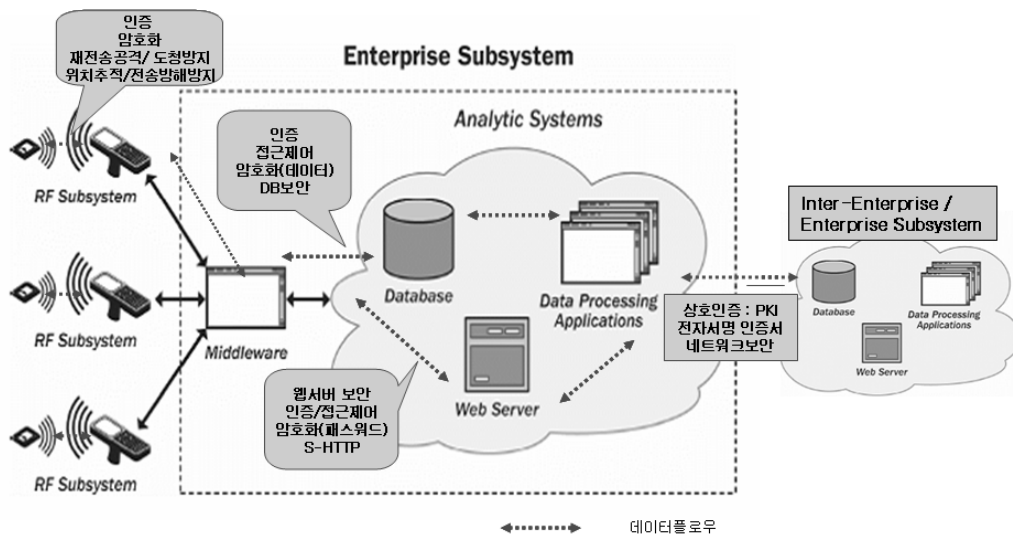 인증
암호화
재전송공격/ 도청방지
위치추적/전송방해방지
Enterprise Subsystem
Analytic Systems
인증
접근제어
암호화(데이터)
DB보안
RF Subsystem
Inter-Enterprise /
Enterprise Subsystem
Database
Data Processing
Applications
RF Subsystem
Middleware
상호인증 : PKI
전자서명 인증서
네트워크보안
Database
Data Processing
Applications
Web Server
웹서버 보안
인증/접근제어
암호화(패스워드)
S-HTTP
Web Server
RF Subsystem
데이터플로우